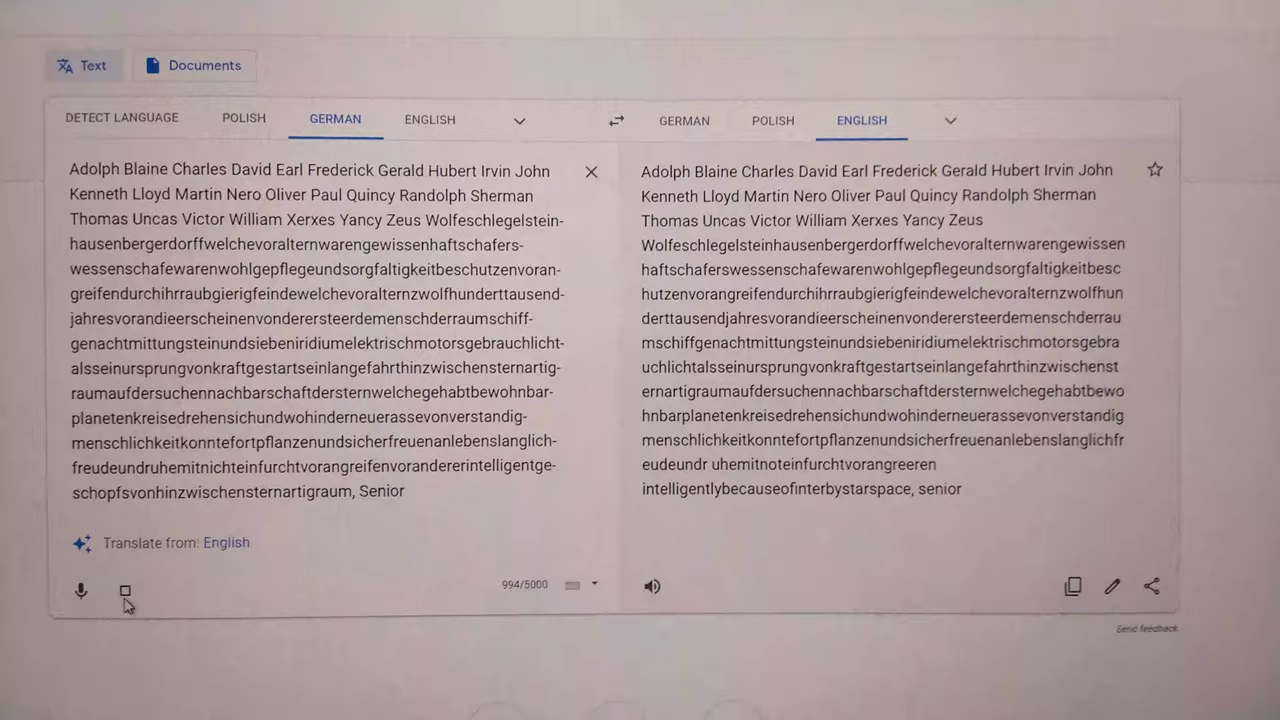 Text
Documents
DETECT LANGUAGE POLISH GERMAN ENGLISH
GERMAN POLISH ENGLISH
Adolph Blaine Charles David Earl Frederick Gerald Hubert Irvin John
Kenneth Lloyd Martin Nero Oliver Paul Quincy Randolph Sherman
Thomas Uncas Victor William Xerxes Yancy Zeus Wolfeschlegelstein-
hausenbergerdorffwelchevoralternwarengewissenhaftschafers-
wessenschafewarenwohlgepflegeundsorgfaltigkeitbeschutzenvoran-
greifendurchihrraubgierigfeindewelchevoralternzwolfhunderttausend-
jahresvorandieerscheinenvonderersteerdemenschderraumschiff-
genachtmittungsteinundsiebeniridiumelektrischmotorsgebrauchlicht-
alsseinursprungvonkraftgestartseinlangefahrthinzwischensternartig-
raumaufdersuchennachbarschaftdersternwelchegehabtbewohnbar-
planetenkreisedrehensichundwohinderneuerassevonverstandig-
menschlichkeitkonntefortpflanzenundsicherfreuenanlebenslanglich-
freudeundruhemitnichteinfurchtvorangreifenvorandererintelligentge-
schopfsvonhinzwischensternartigraum, Senior
Translate from: English
994/5000
Adolph Blaine Charles David Earl Frederick Gerald Hubert Irvin John
Kenneth Lloyd Martin Nero Oliver Paul Quincy Randolph Sherman
Thomas Uncas Victor William Xerxes Yancy Zeus
Wolfeschlegelsteinhausenbergerdorffwelchevoralternwarengewissen
haftschaferswessenschafewarenwohlgepflegeundsorgfaltigkeitbesc
hutzenvorangreifendurchihrraubgierigfeindewelchevoralternzwolfhun
derttausendjahresvorandieerscheinenvonderersteerdemenschderrau
mschiffgenachtmittungsteinundsiebeniridiumelektrischmotorsgebra
uchlichtalsseinursprungvonkraftgestartseinlangefahrthinzwischenst
ernartigraumaufdersuchennachbarschaftdersternwelchegehabtbewo
hnbarplanetenkreisedrehensichundwohinderneuerassevonverstandig
menschlichkeitkonntefortpflanzenundsicherfreuenanlebenslanglichfr
eudeundr uhemitnoteinfurchtvorangreeren
intelligentlybecauseofinterbystarspace, senior
Send feedback